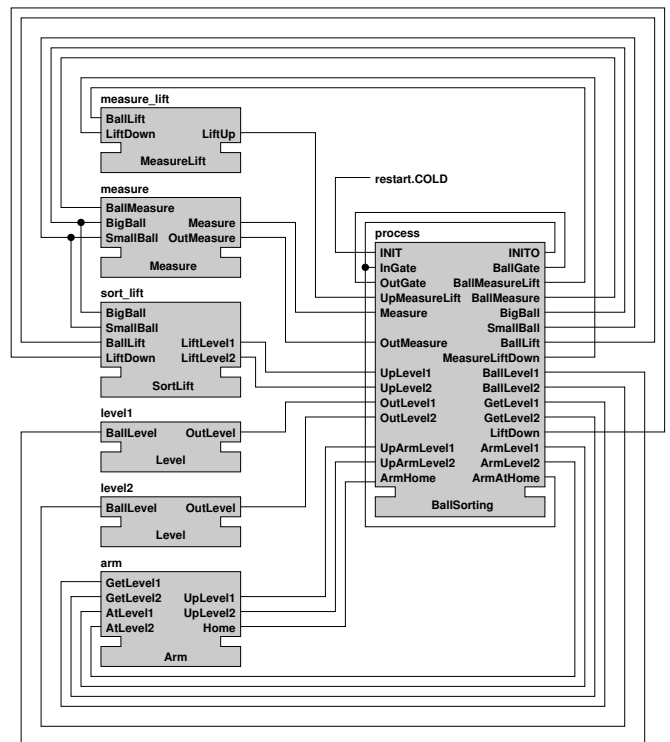 measure_lift
BallLift
LiftDown LiftUp
MeasureLift
restart.COLD
measure
BallMeasure
BigBall Measure
SmallBall OutMeasure
Measure
process
INIT INITO
InGate BallGate
OutGate BallMeasureLift
UpMeasureLift BallMeasure
Measure BigBall
SmallBall
OutMeasure BallLift
MeasureLiftDown
UpLevel1 BallLevel1
UpLevel2 BallLevel2
OutLevel1 GetLevel1
OutLevel2 GetLevel2
LiftDown
UpArmLevel1 ArmLevel1
UpArmLevel2 ArmLevel2
ArmHome ArmAtHome
BallSorting
sort_lift
BigBall
SmallBall
BallLift LiftLevel1
LiftDown LiftLevel2
SortLift
level1
BallLevel OutLevel
Level
level2
BallLevel OutLevel
Level
arm
GetLevel1
GetLevel2 UpLevel1
AtLevel1 UpLevel2
AtLevel2 Home
Arm